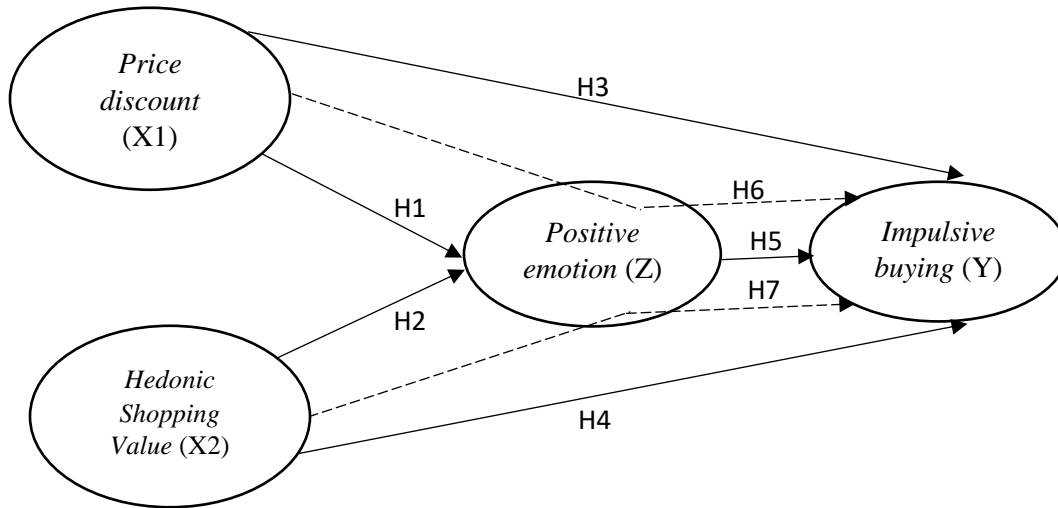 Price
discount
(X1)
H3
H1
H6
Positive
emotion (Z)
H5
Impulsive
buying (Y)
H7
H2
Hedonic
Shopping
Value (X2)
H4